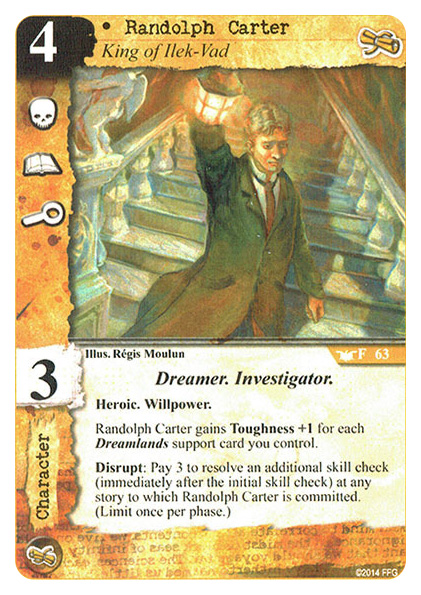 4
• Randolph Carter
King of Ilek-Vad
Illus. Régis Moulun
F 63
3
Dreamer. Investigator.
Heroic. Willpower.
Randolph Carter gains Toughness +1 for each
Dreamlands support card you control.
Disrupt: Pay 3 to resolve an additional skill check
(immediately after the initial skill check) at any
story to which Randolph Carter is committed.
(Limit once per phase.)
Character
©2014 FFG